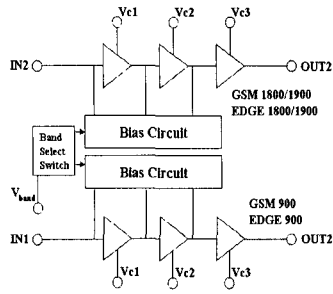 Vc1 Vc2 Vc3
IN2 OUT2
GSM 1800/1900
EDGE 1800/1900
Bias Circuit
Band
Select
Switch
Bias Circuit
Vband
GSM 900
EDGE 900
IN1 OUT2
Vc1 Vc2 Vc3